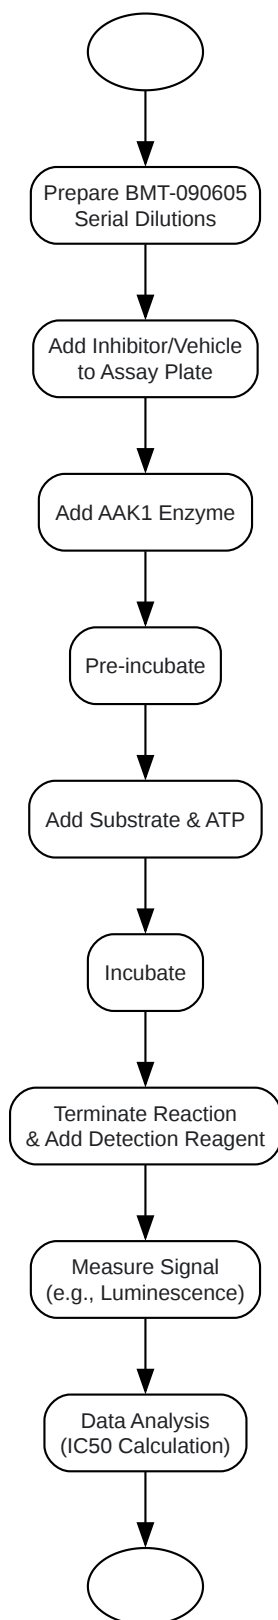 Prepare BMT-090605
Serial Dilutions
Add Inhibitor/Vehicle
to Assay Plate
Add AAK1 Enzyme
Pre-incubate
Add Substrate & ATP
Incubate
Terminate Reaction
& Add Detection Reagent
Measure Signal
(e.g., Luminescence)
Data Analysis
(IC50 Calculation)